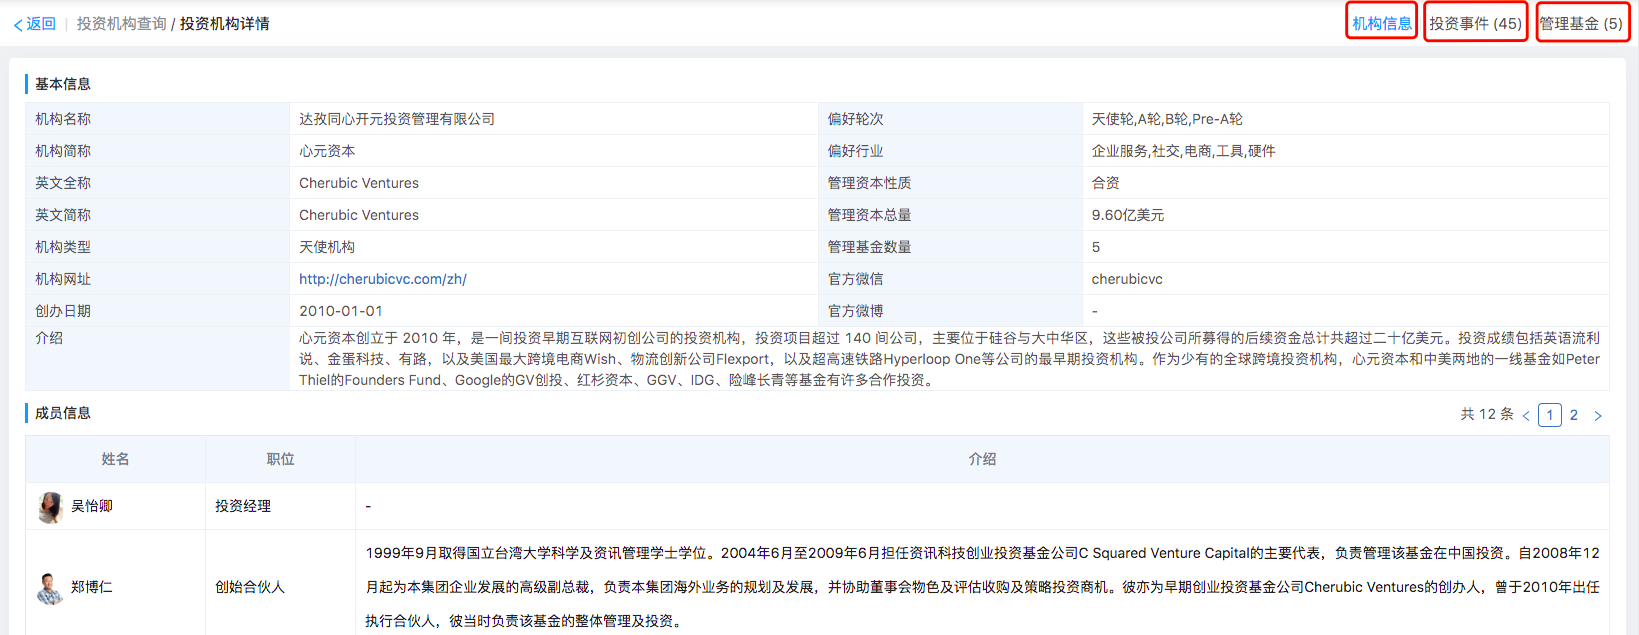 返回 | 投资机构查询 / 投资机构详情
机构信息 投资事件 (45) 管理基金 (5)
基本信息
机构名称 达孜同心开元投资管理有限公司 偏好轮次 天使轮,A轮,B轮,Pre-A轮
机构简称 心元资本 偏好行业 企业服务,社交,电商,工具,硬件
英文全称 Cherubic Ventures 管理资本性质 合资
英文简称 Cherubic Ventures 管理资本总量 9.60亿美元
机构类型 天使机构 管理基金数量 5
机构网址 http://cherubicvc.com/zh/ 官方微信 cherubicvc
创办日期 2010-01-01 官方微博 -
介绍 心元资本创立于 2010 年，是一间投资早期互联网初创公司的投资机构，投资项目超过 140 间公司，主要位于硅谷与大中华区，这些被投公司所募得的后续资金总计共超过二十亿美元。投资成绩包括英语流利
说、金蛋科技、有路，以及美国最大跨境电商Wish、物流创新公司Flexport，以及超高速铁路Hyperloop One等公司的最早期投资机构。作为少有的全球跨境投资机构，心元资本和中美两地的一线基金如Peter
Thiel的Founders Fund、Google的GV创投、红杉资本、GGV、IDG、险峰长青等基金有许多合作投资。
成员信息 共 12 条 < 1 2 >
姓名 职位 介绍
吴怡卿 投资经理 -
郑博仁 创始合伙人 1999年9月取得国立台湾大学科学及资讯管理学士学位。2004年6月至2009年6月担任资讯科技创业投资基金公司C Squared Venture Capital的主要代表，负责管理该基金在中国投资。自2008年12
月起为本集团企业发展的高级副总裁，负责本集团海外业务的规划及发展，并协助董事会物色及评估收购及策略投资商机。彼亦为早期创业投资基金公司Cherubic Ventures的创办人，曾于2010年出任
执行合伙人，彼当时负责该基金的整体管理及投资。